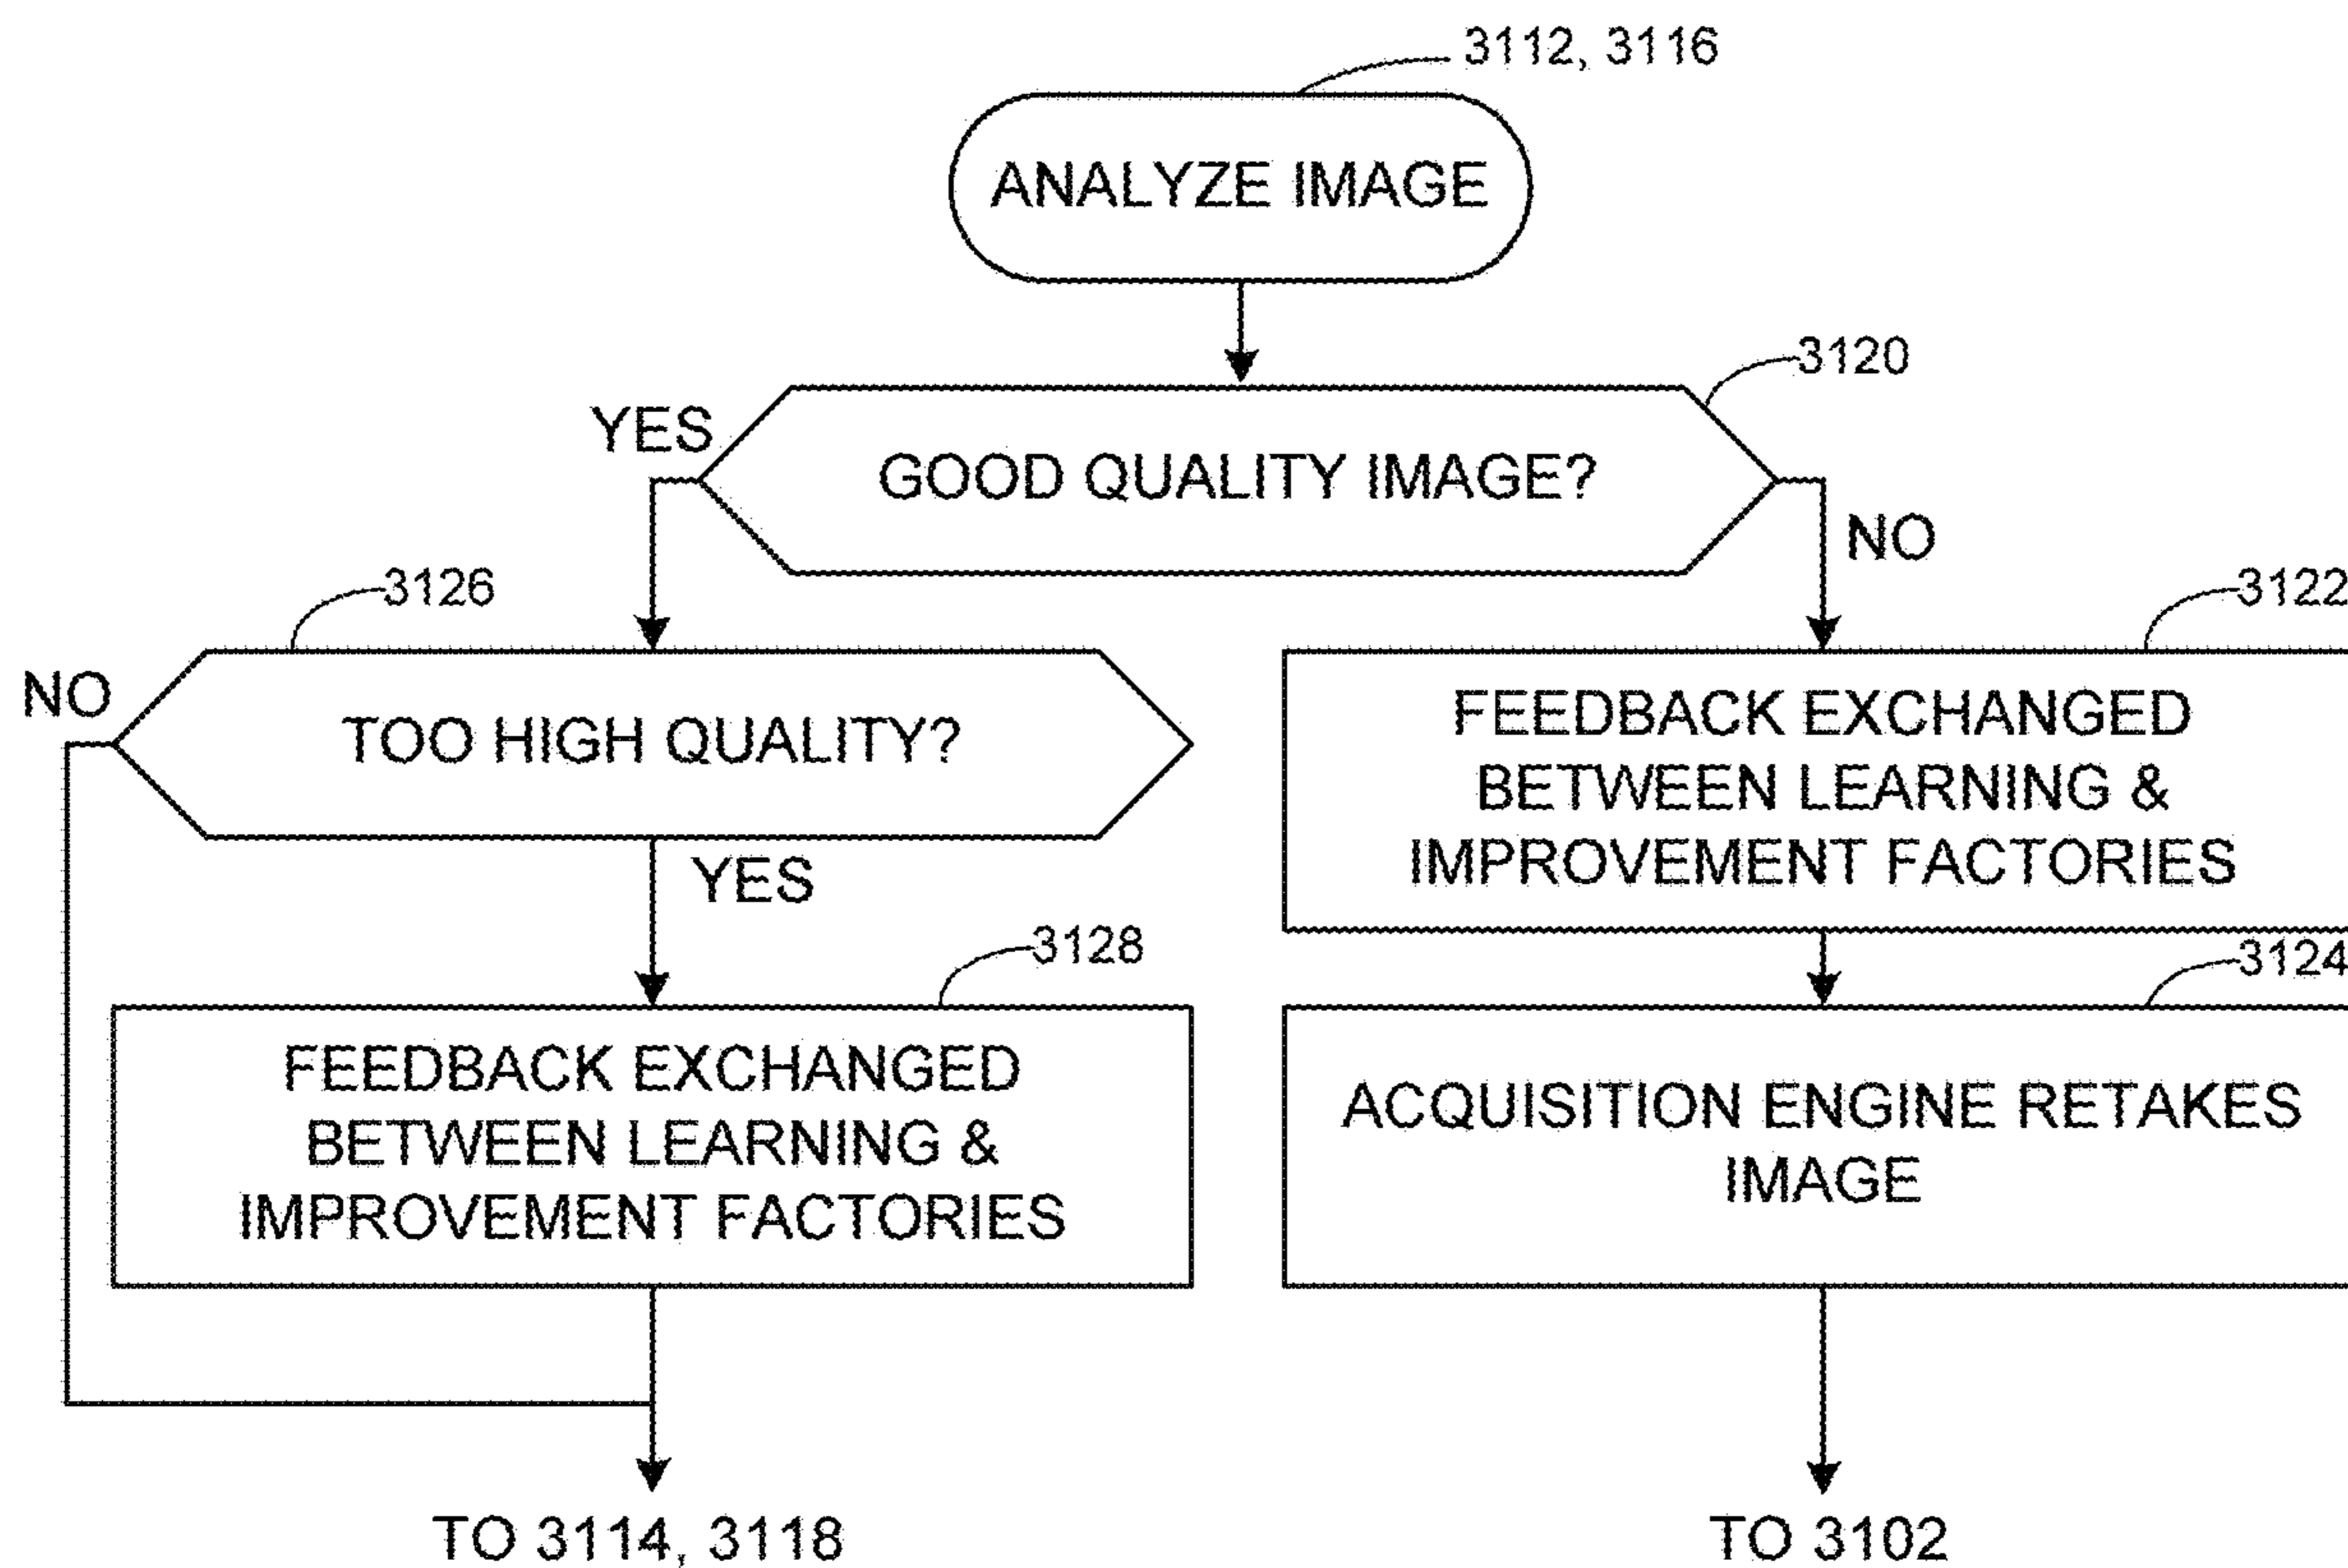 3112, 3116
ANALYZE IMAGE
3120
YES
GOOD QUALITY IMAGE?
NO
3126
3122
NO
TOO HIGH QUALITY?
FEEDBACK EXCHANGED
BETWEEN LEARNING &
IMPROVEMENT FACTORIES
YES
3128
3124
FEEDBACK EXCHANGED
BETWEEN LEARNING &
IMPROVEMENT FACTORIES
ACQUISITION ENGINE RETAKES
IMAGE
TO 3114, 3118
TO 3102